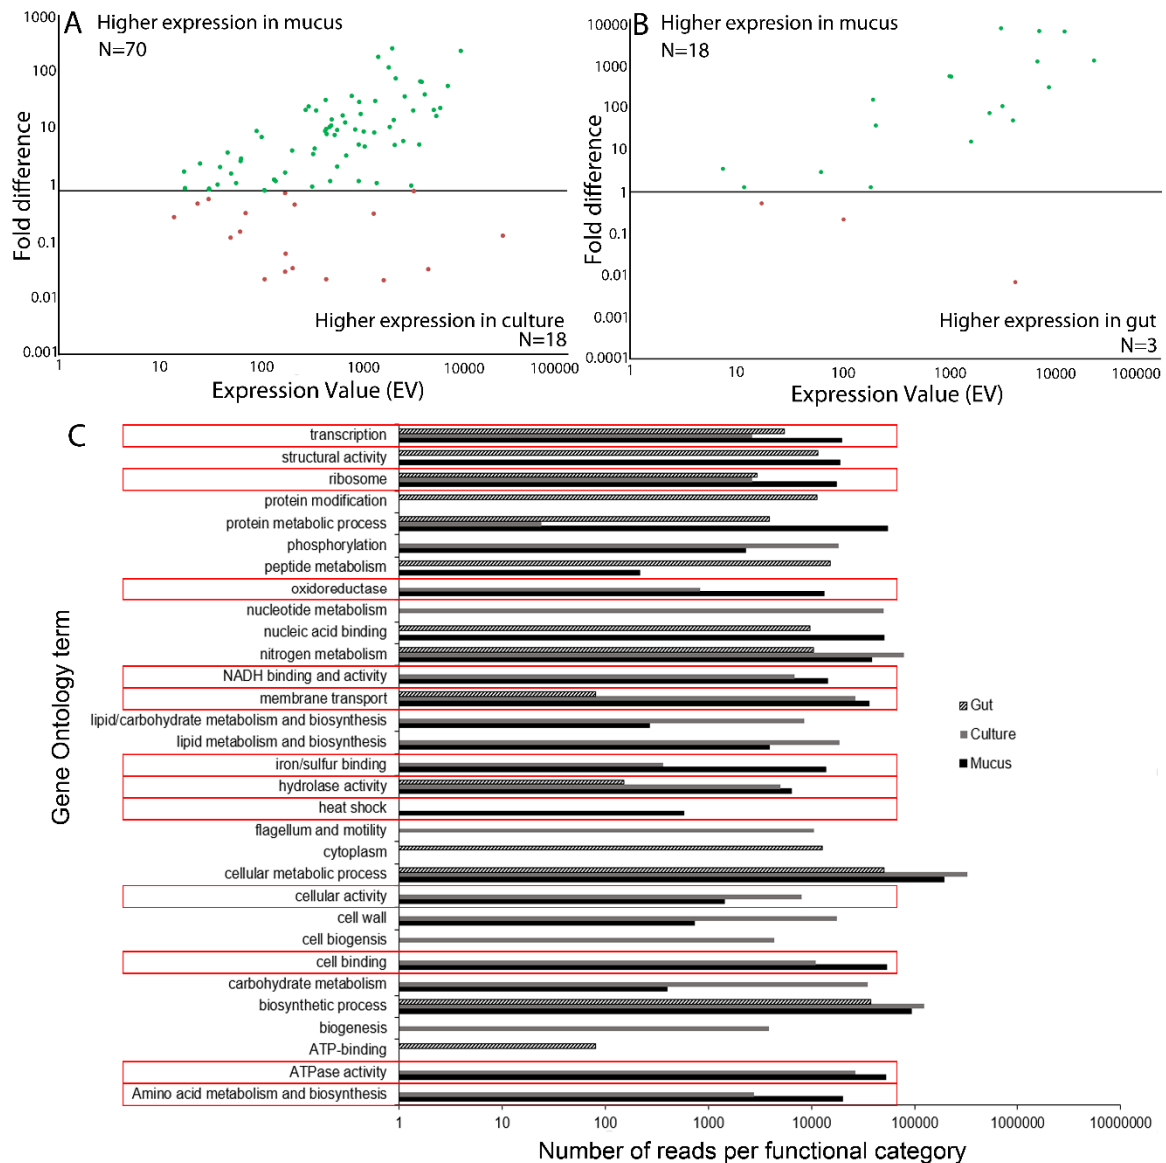 A
Higher expression in mucus
N=70
1000
100
10
1
0.1
0.01
0.001
Fold difference
Higher expression in culture
N=18
1
10
100
1000
10000
100000
Expression Value (EV)
B
Higher expression in mucus
N=18
10000
1000
100
10
1
0.1
0.01
0.001
0.0001
Fold difference
Higher expression in gut
N=3
1
10
100
1000
10000
100000
Expression Value (EV)
C
Gene Ontology term
transcription
structural activity
ribosome
protein modification
protein metabolic process
phosphorylation
peptide metabolism
oxidoreductase
nucleotide metabolism
nucleic acid binding
nitrogen metabolism
NADH binding and activity
membrane transport
lipid/carbohydrate metabolism and biosynthesis
lipid metabolism and biosynthesis
iron/sulfur binding
hydrolase activity
heat shock
flagellum and motility
cytoplasm
cellular metabolic process
cellular activity
cell wall
cell biogensis
cell binding
carbohydrate metabolism
biosynthetic process
biogenesis
ATP-binding
ATPase activity
Amino acid metabolism and biosynthesis
Gut
Culture
Mucus
1
10
100
1000
10000
100000
1000000
10000000
Number of reads per functional category